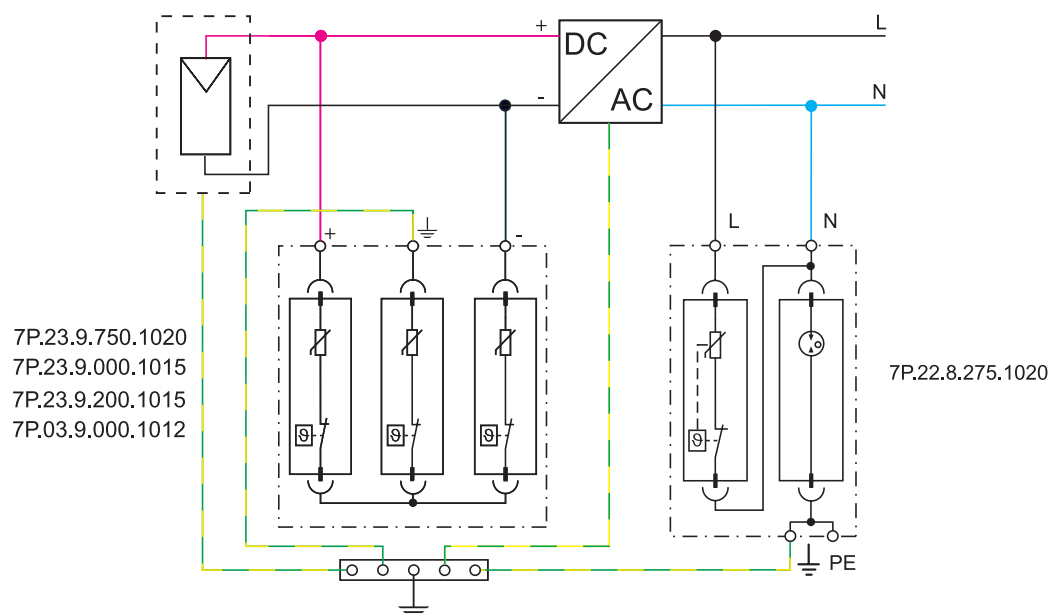 +
L
DC
-
AC
N
+
-
L
N
7P.23.9.750.1020
7P.23.9.000.1015
7P.23.9.200.1015
7P.03.9.000.1012
7P.22.8.275.1020
ϑ
ϑ
ϑ
ϑ
PE